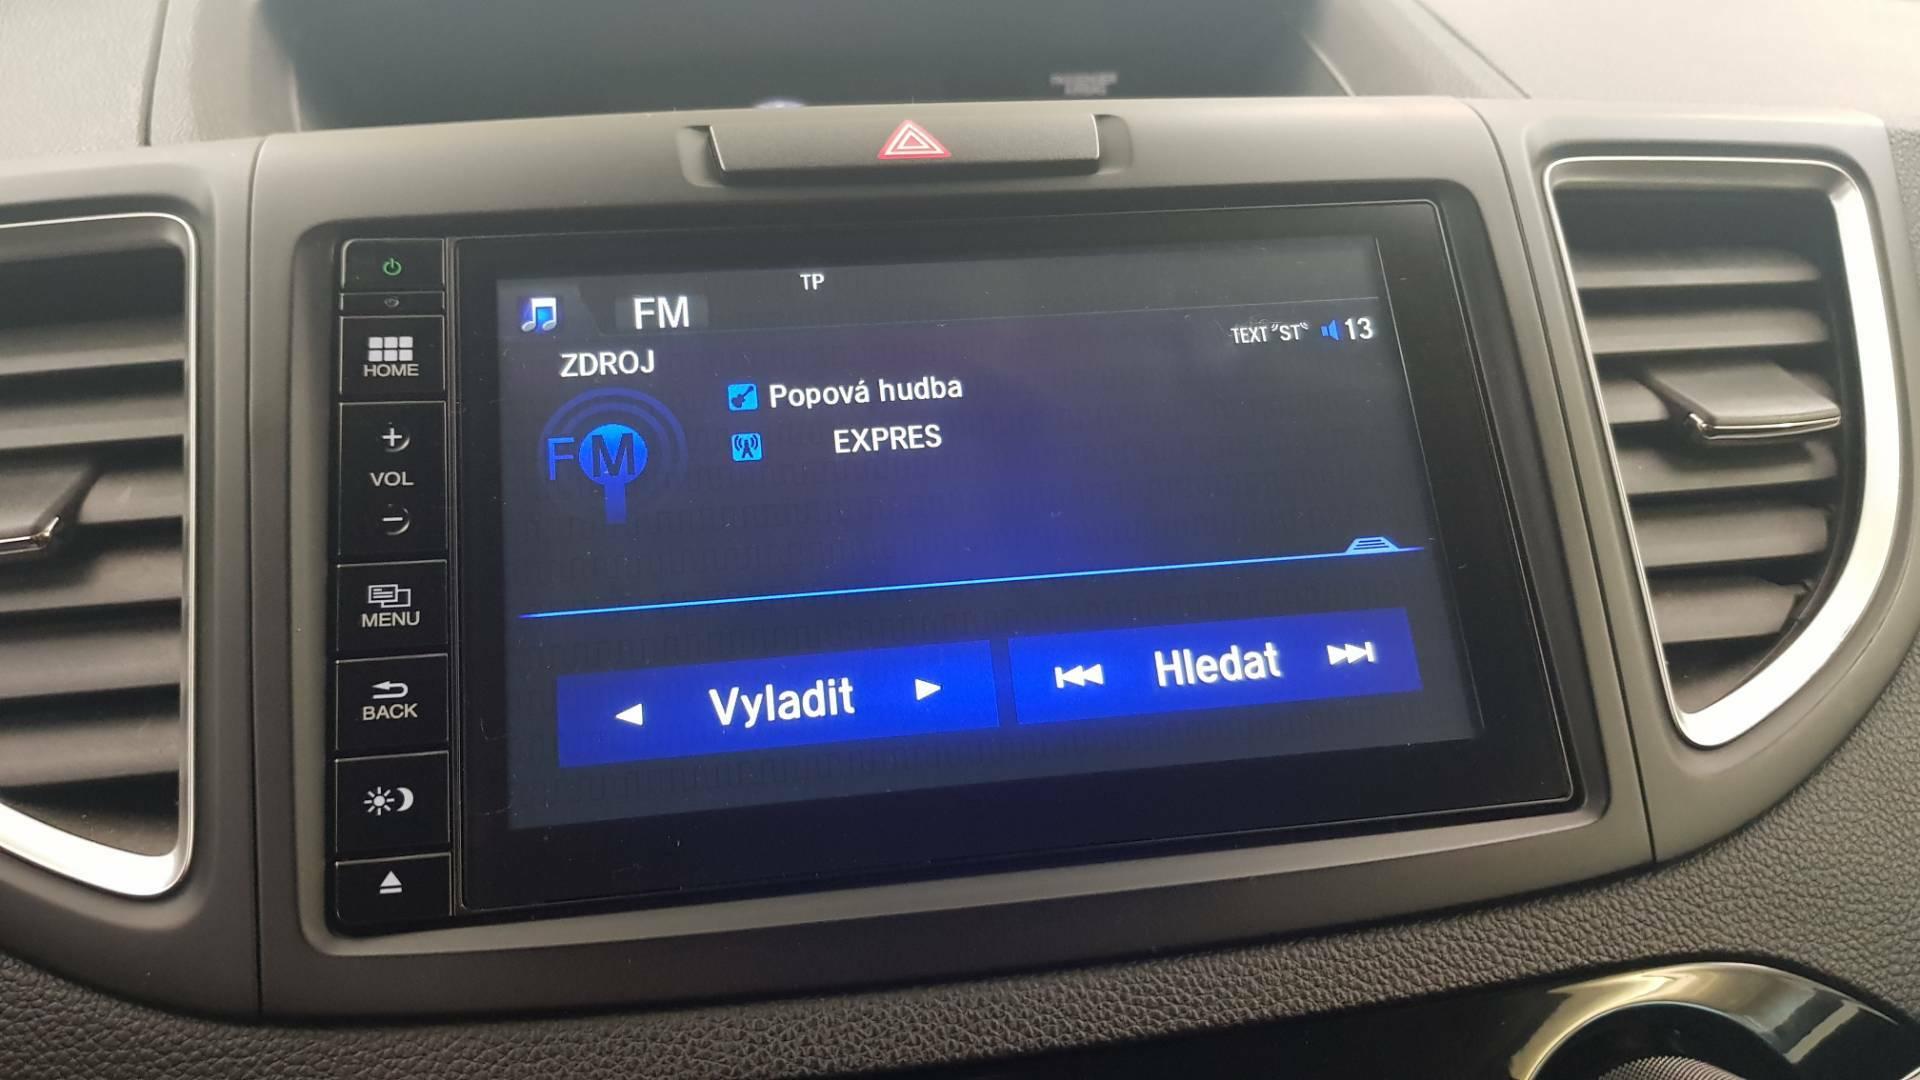 TP
FM
TEXT "ST" 13
ZDROJ
Popová hudba
FM
EXPRES
Vyladit
Hledat
HOME
+
VOL
−
MENU
BACK